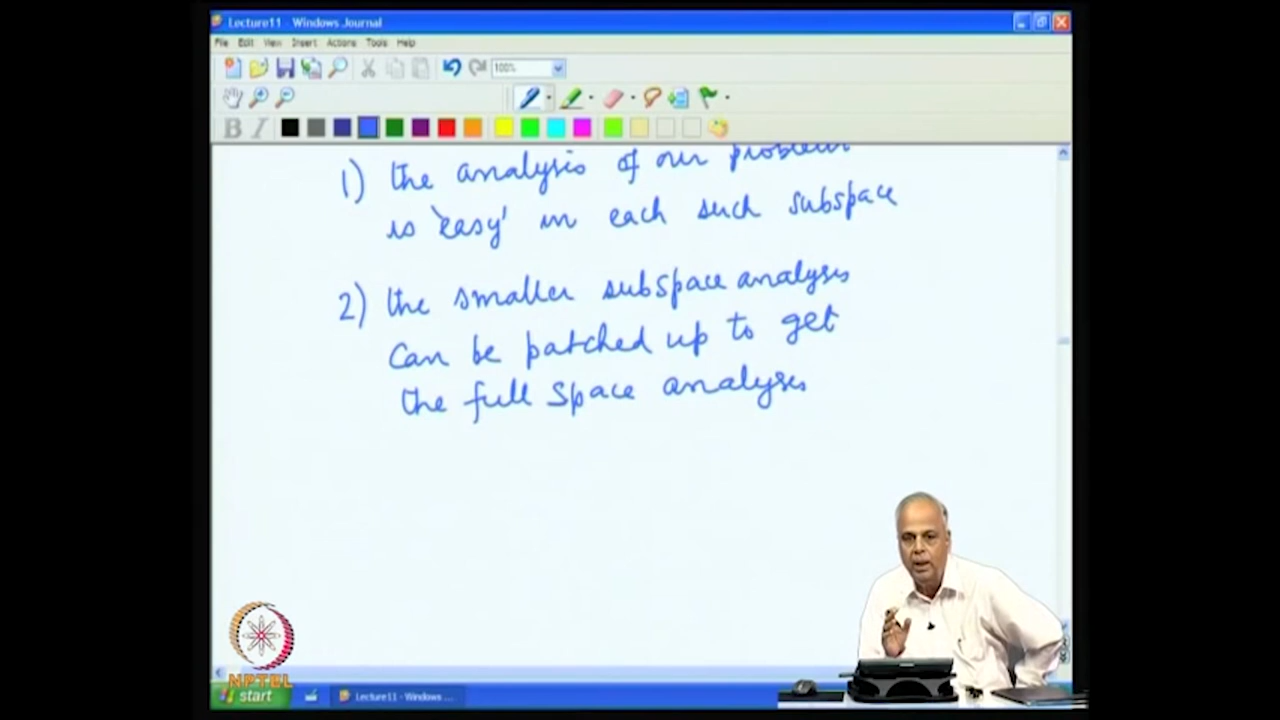 Lecture11 - Windows Journal
File Edit View Insert Actions Tools Help
100%
B I
1) the analysis of our problem
is 'easy' in each such subspace
2) the smaller subspace analysis
Can be patched up to get
the full space analyses
NPTEL
start Lecture11 - Windows ...